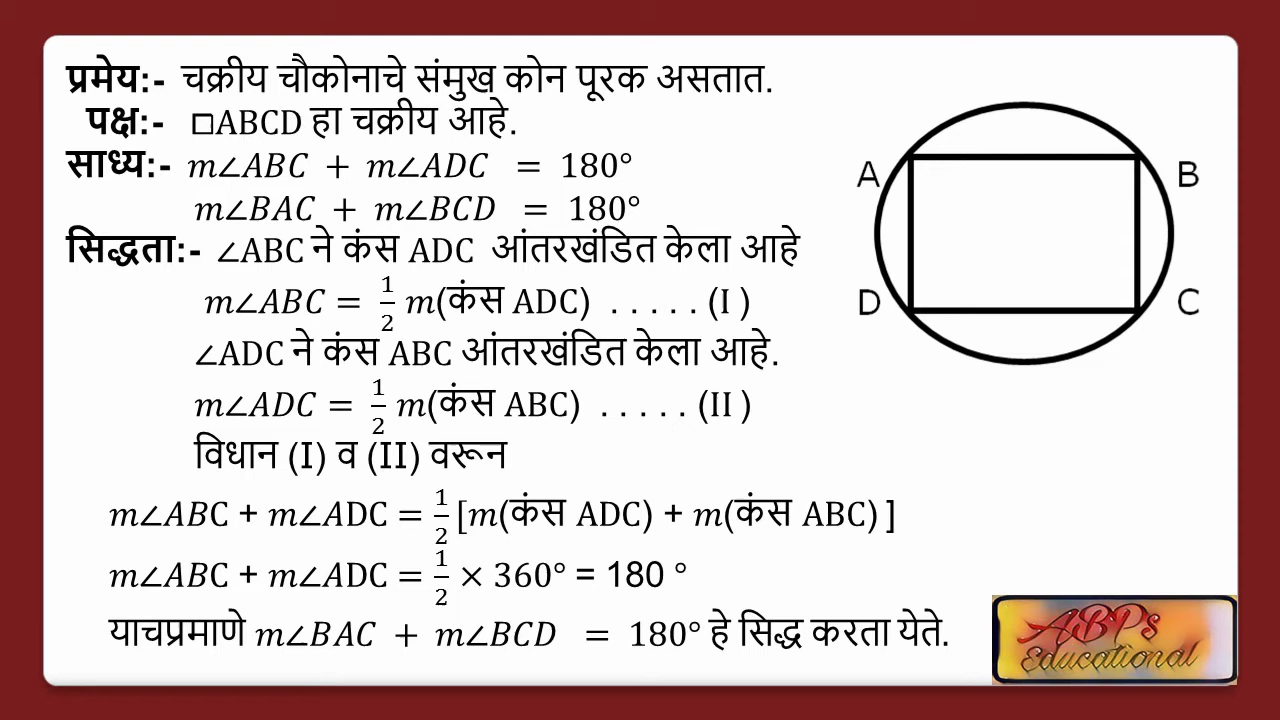 प्रमेय:- चक्रीय चौकोनाचे संमुख कोन पूरक असतात.
पक्ष:- □ABCD हा चक्रीय आहे.
साध्य:- m∠ABC + m∠ADC = 180°
m∠BAC + m∠BCD = 180°
सिद्धता:- ∠ABC ने कंस ADC आंतरखंडित केला आहे
m∠ABC = 1/2 m(कंस ADC) . . . . . (I )
∠ADC ने कंस ABC आंतरखंडित केला आहे.
m∠ADC = 1/2 m(कंस ABC) . . . . . (II )
विधान (I) व (II) वरून
m∠ABC + m∠ADC = 1/2 [m(कंस ADC) + m(कंस ABC) ]
m∠ABC + m∠ADC = 1/2 × 360° = 180 °
याचप्रमाणे m∠BAC + m∠BCD = 180° हे सिद्ध करता येते.
A B
D C
ABPs
Educational